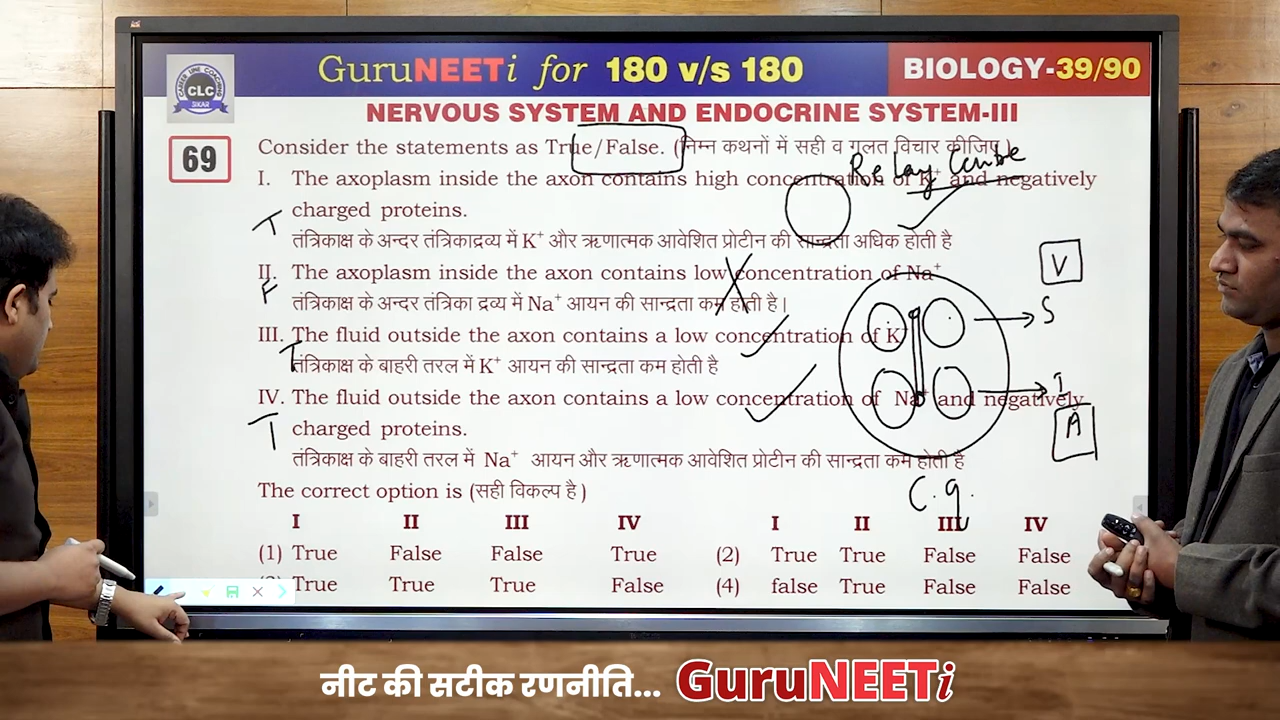 GuruNEETi for 180 v/s 180
BIOLOGY-39/90
CLC
SIKAR
NERVOUS SYSTEM AND ENDOCRINE SYSTEM-III
69
Consider the statements as True/False. (निम्न कथनों में सही व गलत विचार कीजिए)
Relay
I. The axoplasm inside the axon contains high concentration of K⁺ and negatively
charged proteins.
T
तंत्रिकाक्ष के अन्दर तंत्रिकाद्रव्य में K⁺ और ऋणात्मक आवेशित प्रोटीन की सान्द्रता अधिक होती है
II. The axoplasm inside the axon contains low concentration of Na⁺
V
F
तंत्रिकाक्ष के अन्दर तंत्रिका द्रव्य में Na⁺ आयन की सान्द्रता कम होती है।
S
III. The fluid outside the axon contains a low concentration of K⁺
T
तंत्रिकाक्ष के बाहरी तरल में K⁺ आयन की सान्द्रता कम होती है
I
IV. The fluid outside the axon contains a low concentration of Na⁺ and negatively
charged proteins.
T
A
तंत्रिकाक्ष के बाहरी तरल में Na⁺ आयन और ऋणात्मक आवेशित प्रोटीन की सान्द्रता कम होती है
The correct option is (सही विकल्प है)
C.q.
I II III IV I II III IV
(1) True False False True (2) True True False False
True True True False (4) false True False False
नीट की सटीक रणनीति... GuruNEETi